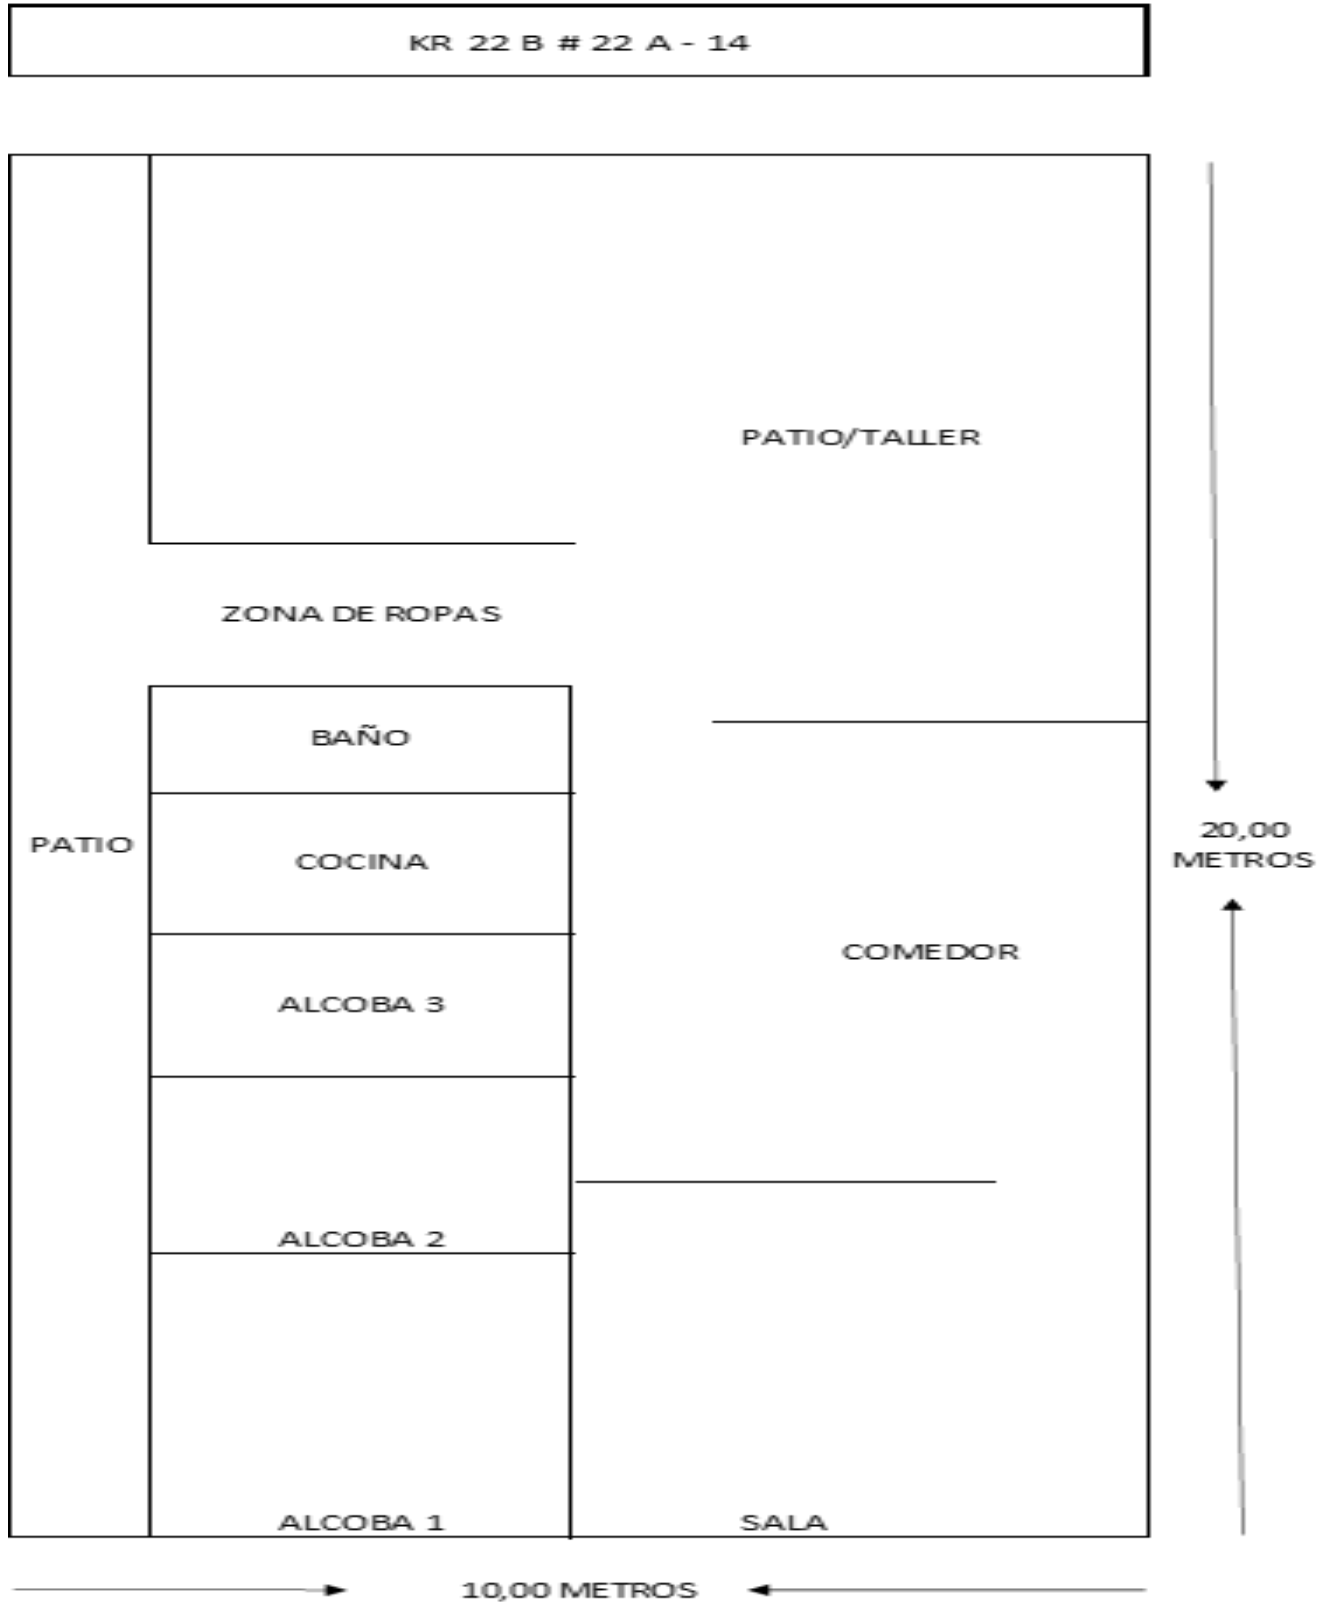 KR 22 B # 22 A - 14
PATIO/TALLER
ZONA DE ROPAS
BAÑO
PATIO
COCINA
20,00
METROS
COMEDOR
ALCOBA 3
ALCOBA 2
ALCOBA 1
SALA
10,00 METROS